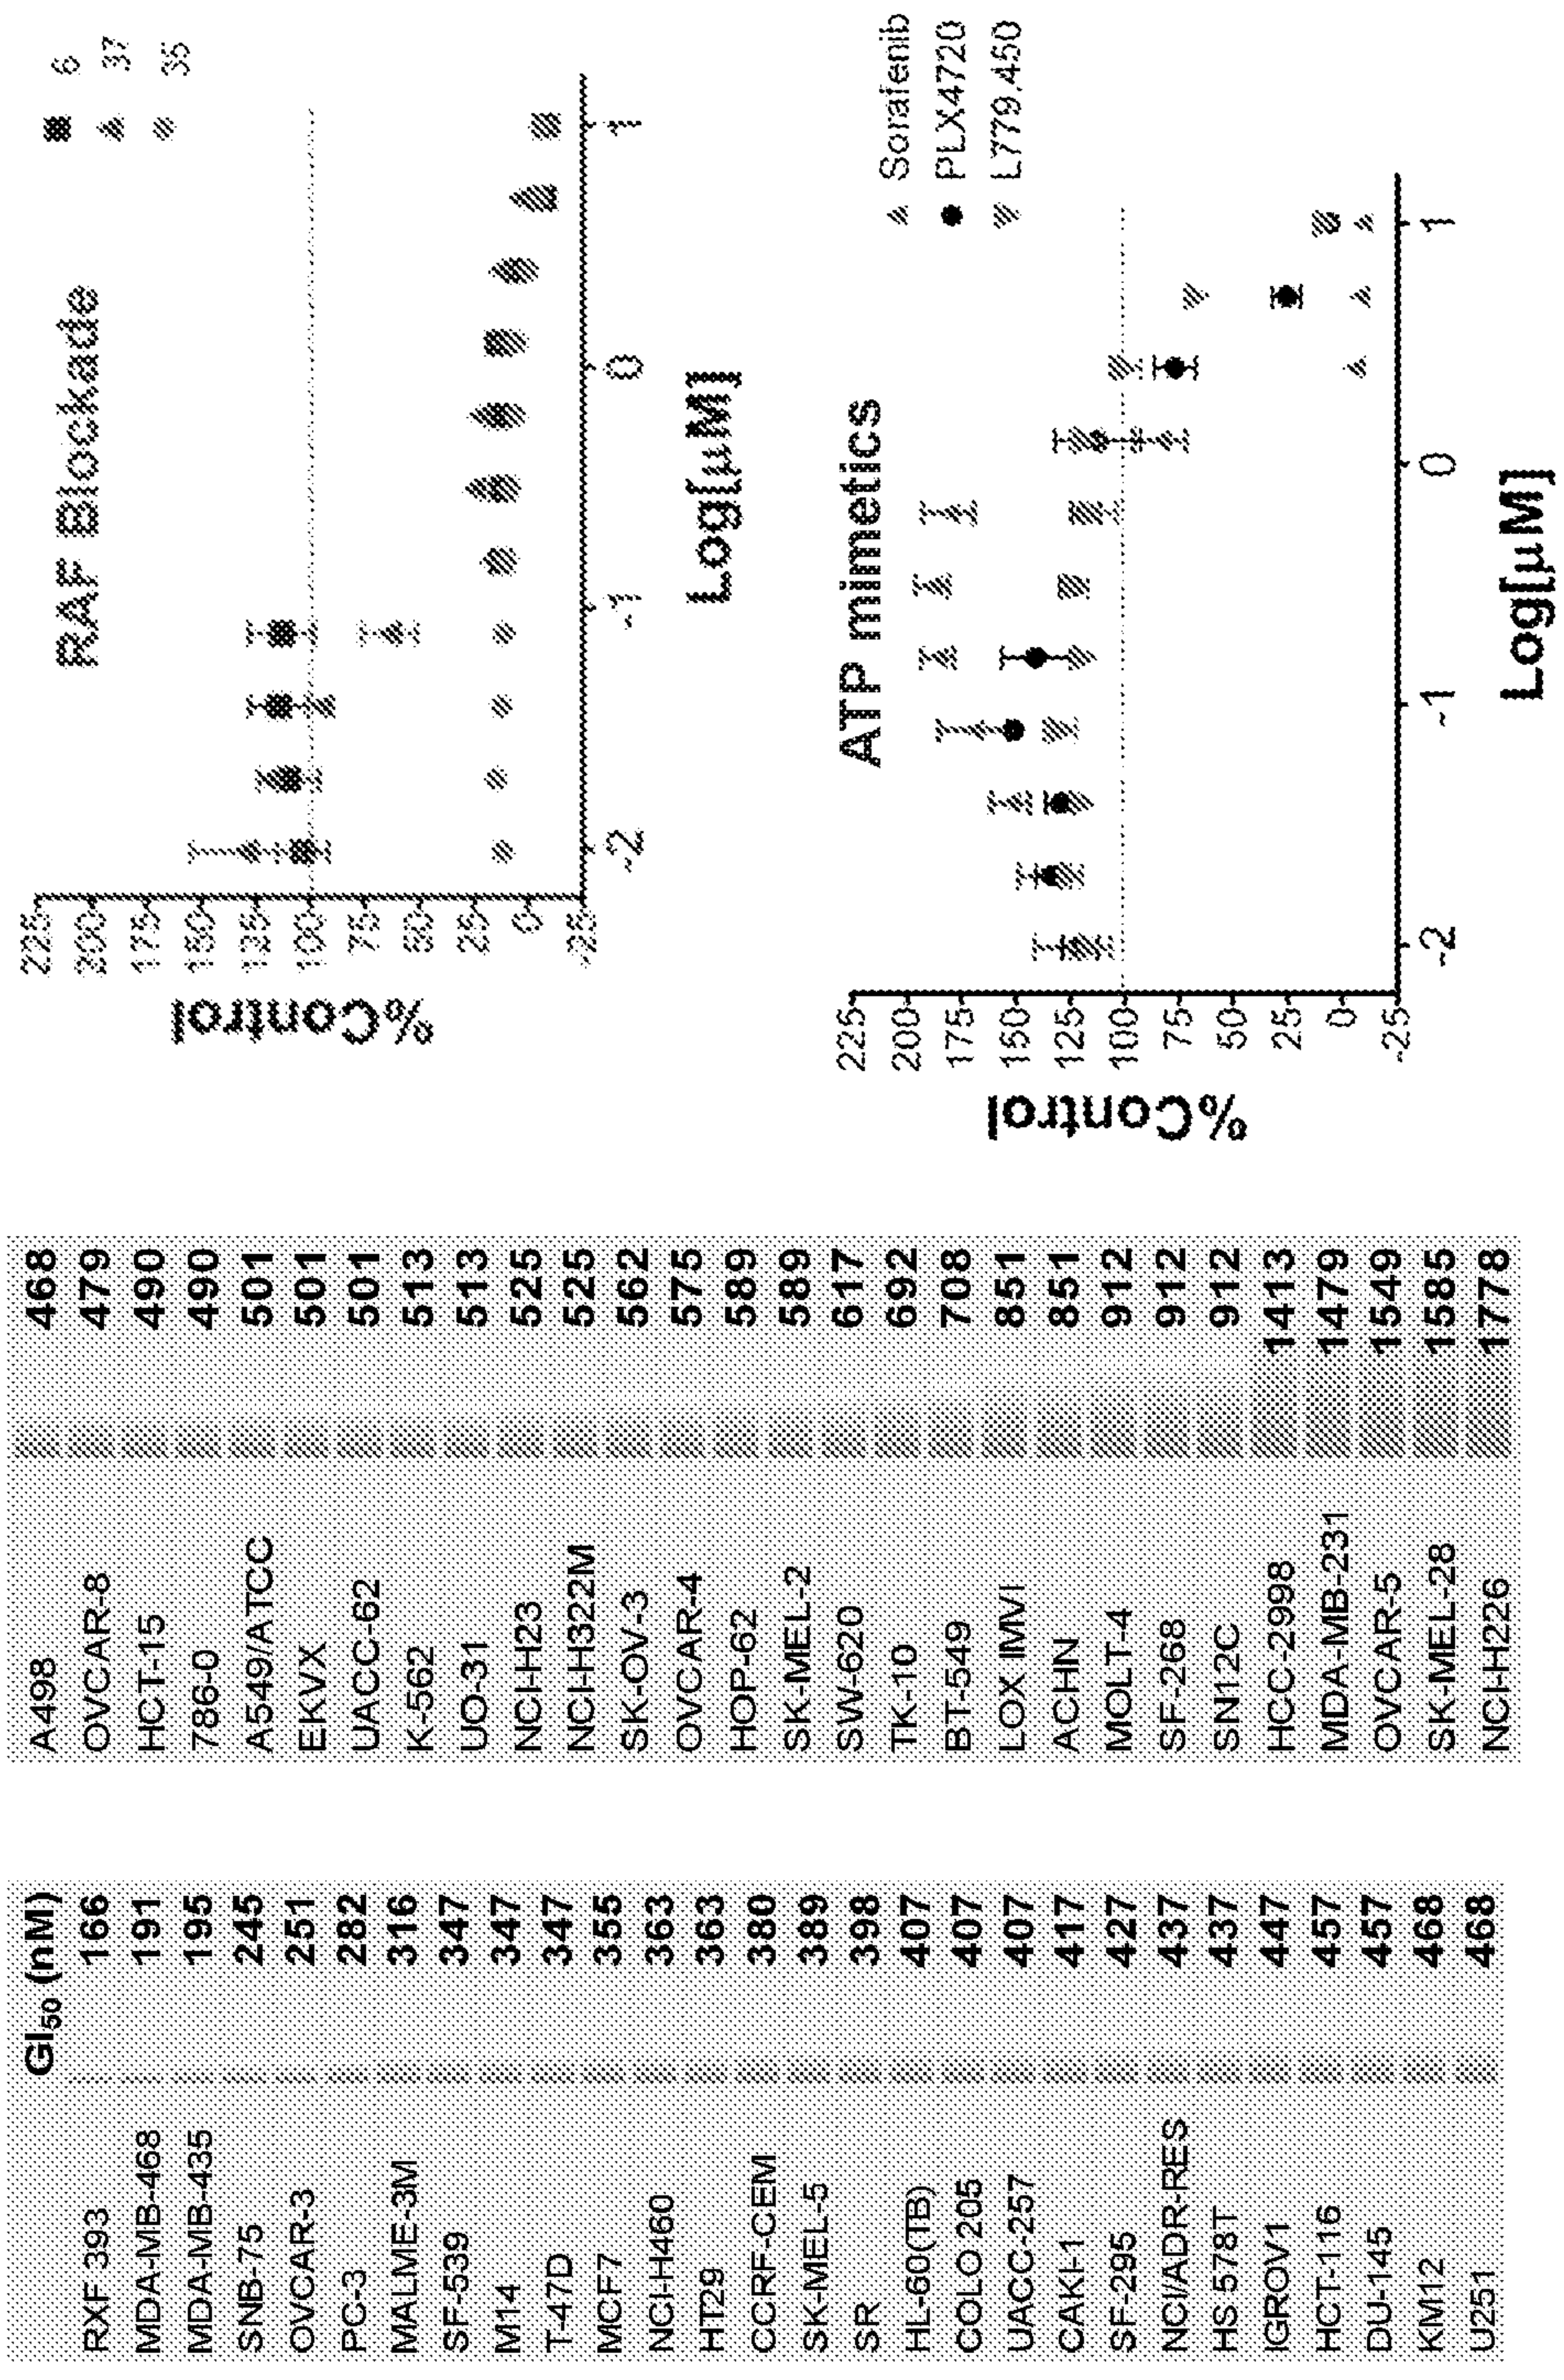 GI₅₀ (nM)
RXF 393 166
MDA-MB-468 191
MDA-MB-435 195
SNB-75 245
OVCAR-3 251
PC-3 282
MALME-3M 316
SF-539 347
M14 347
T-47D 347
MCF7 355
NCI-H460 363
HT29 363
CCRF-CEM 380
SK-MEL-5 389
SR 398
HL-60(TB) 407
COLO 205 407
UACC-257 407
CAKI-1 417
SF-295 427
NCI/ADR-RES 437
HS 578T 437
IGROV1 447
HCT-116 457
DU-145 457
KM12 468
U251 468
A498 468
OVCAR-8 479
HCT-15 490
786-0 490
A549/ATCC 501
EKVX 501
UACC-62 501
K-562 513
UO-31 513
NCI-H23 525
NCI-H322M 525
SK-OV-3 562
OVCAR-4 575
HOP-62 589
SK-MEL-2 589
SW-620 617
TK-10 692
BT-549 708
LOX IMVI 851
ACHN 851
MOLT-4 912
SF-268 912
SN12C 912
HCC-2998 1413
MDA-MB-231 1479
OVCAR-5 1549
SK-MEL-28 1585
NCI-H226 1778
RAF Blockade
6
37
35
%Control
225
200
175
150
125
100
75
50
25
0
-25
-2 -1 0 1
Log[µM]
ATP mimetics
Sorafenib
PLX4720
L779,450
%Control
225
200
175
150
125
100
75
50
25
0
-25
-2 -1 0 1
Log[µM]